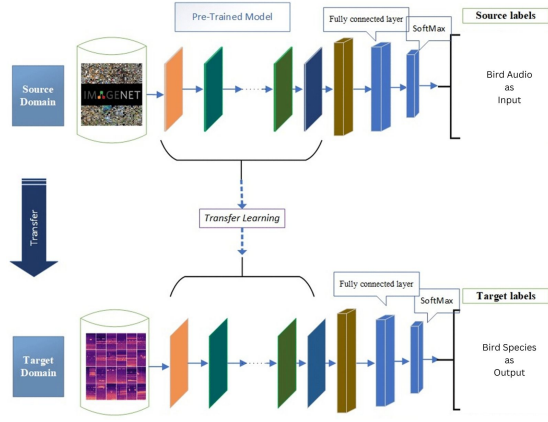 Pre-Trained Model
Fully connected layer
SoftMax
Source labels
Source
Domain
IMAGENET
Bird Audio
as
Input
Transfer
Transfer Learning
Fully connected layer
SoftMax
Target labels
Target
Domain
Bird Species
as
Output